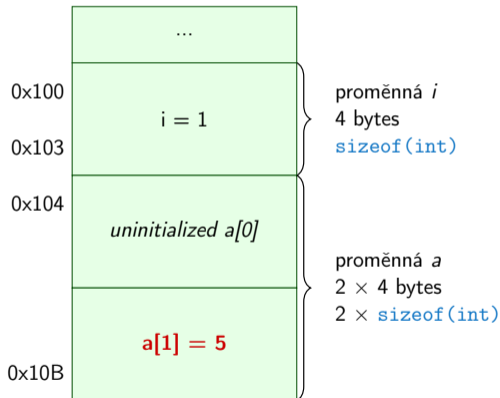 ...
0x100
i = 1
0x103
proměnná i
4 bytes
sizeof(int)
0x104
uninitialized a[0]
proměnná a
2 × 4 bytes
2 × sizeof(int)
a[1] = 5
0x10B